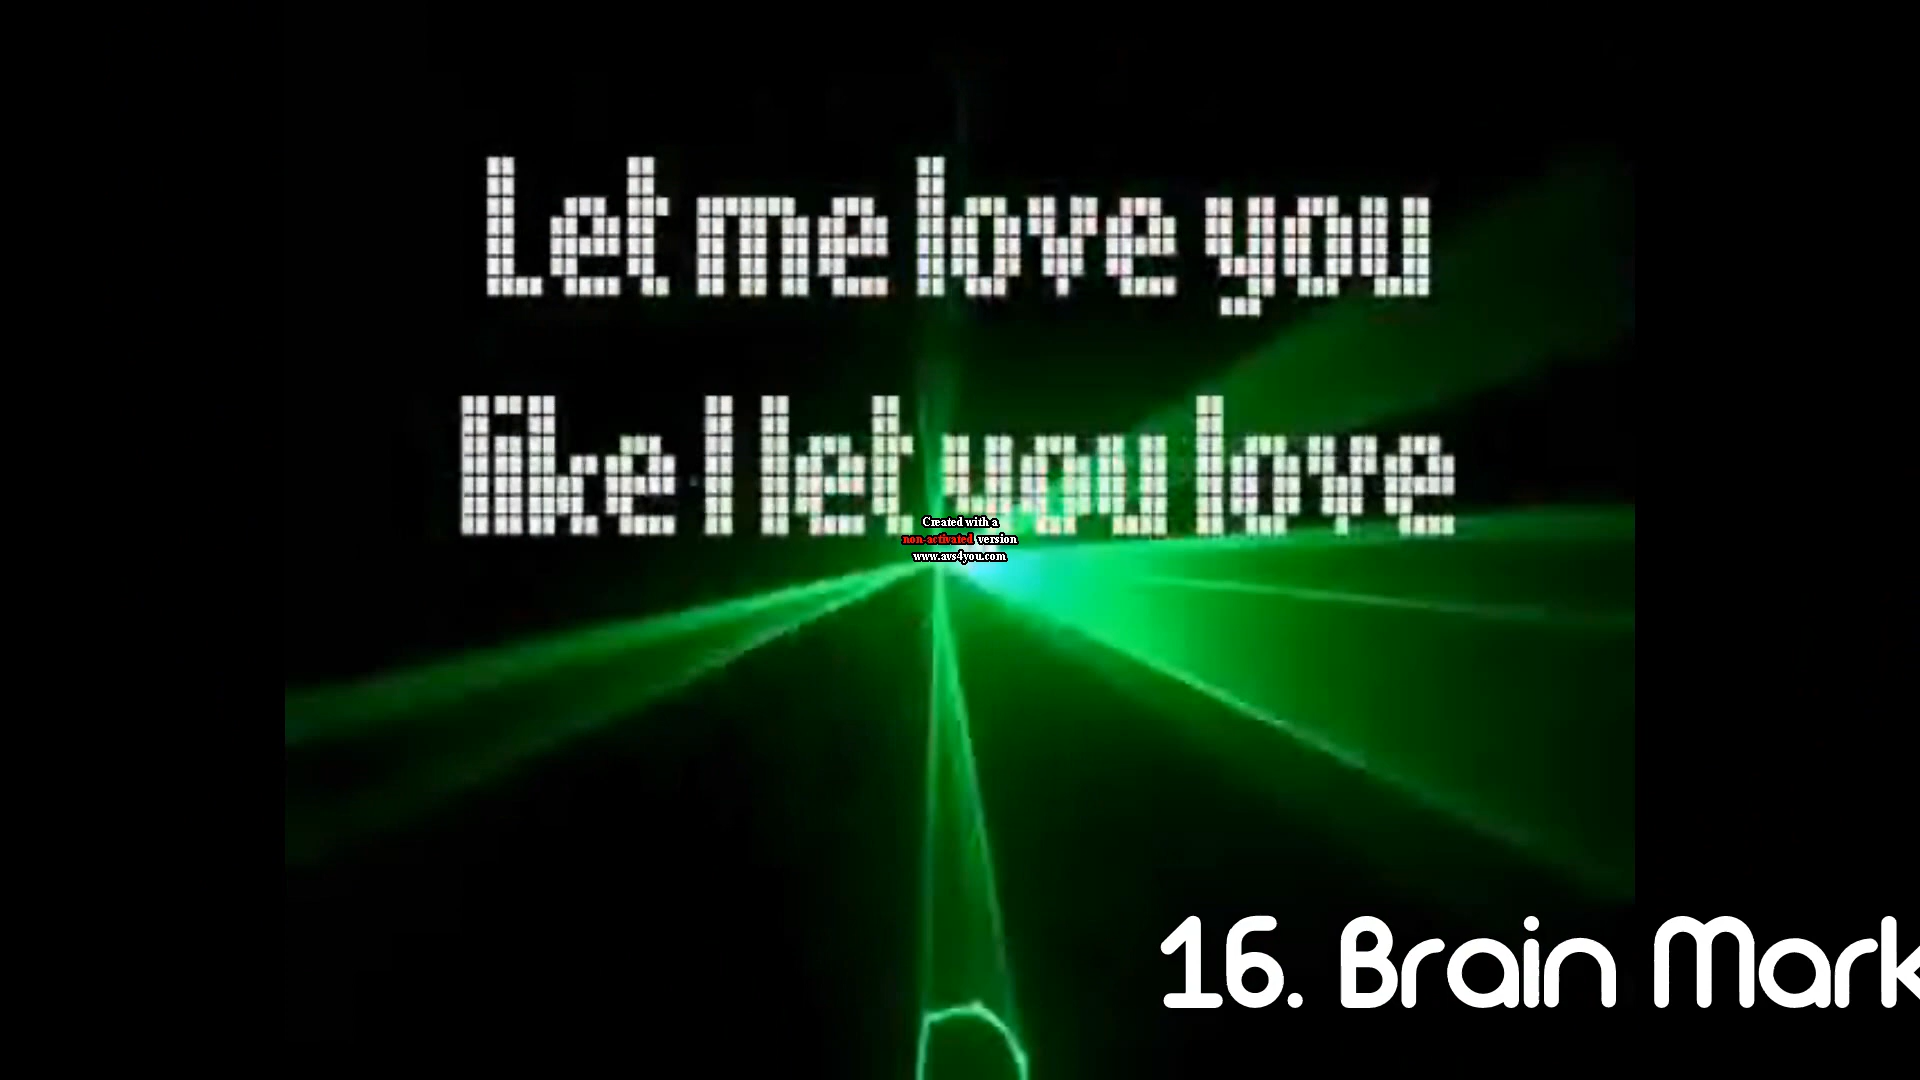 Let me love you
like I let you love
Created with a
non-activated version
www.avs4you.com
16. Brain Mark